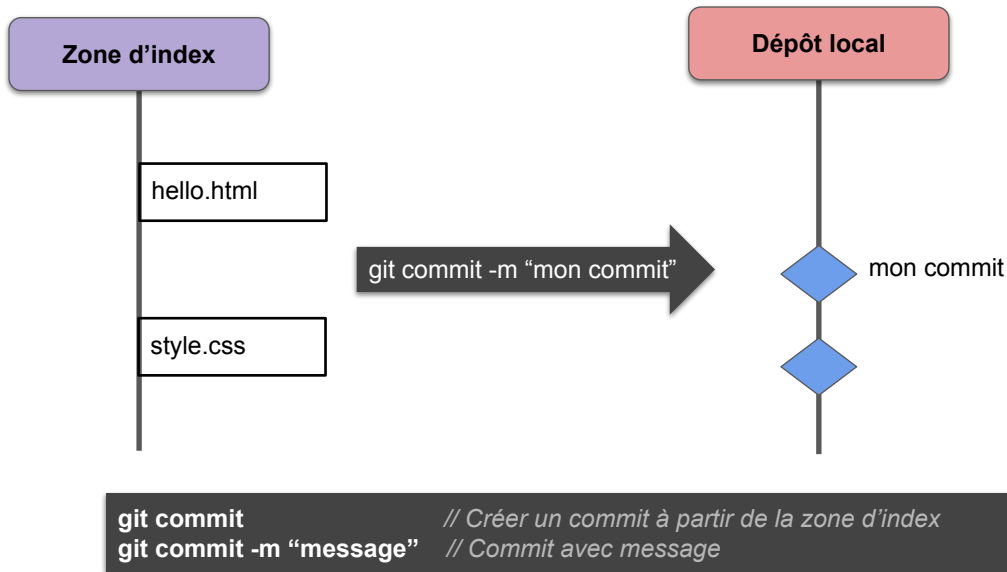 Zone d’index
Dépôt local
hello.html
git commit -m “mon commit”
mon commit
style.css
git commit // Créer un commit à partir de la zone d’index
git commit -m “message” // Commit avec message